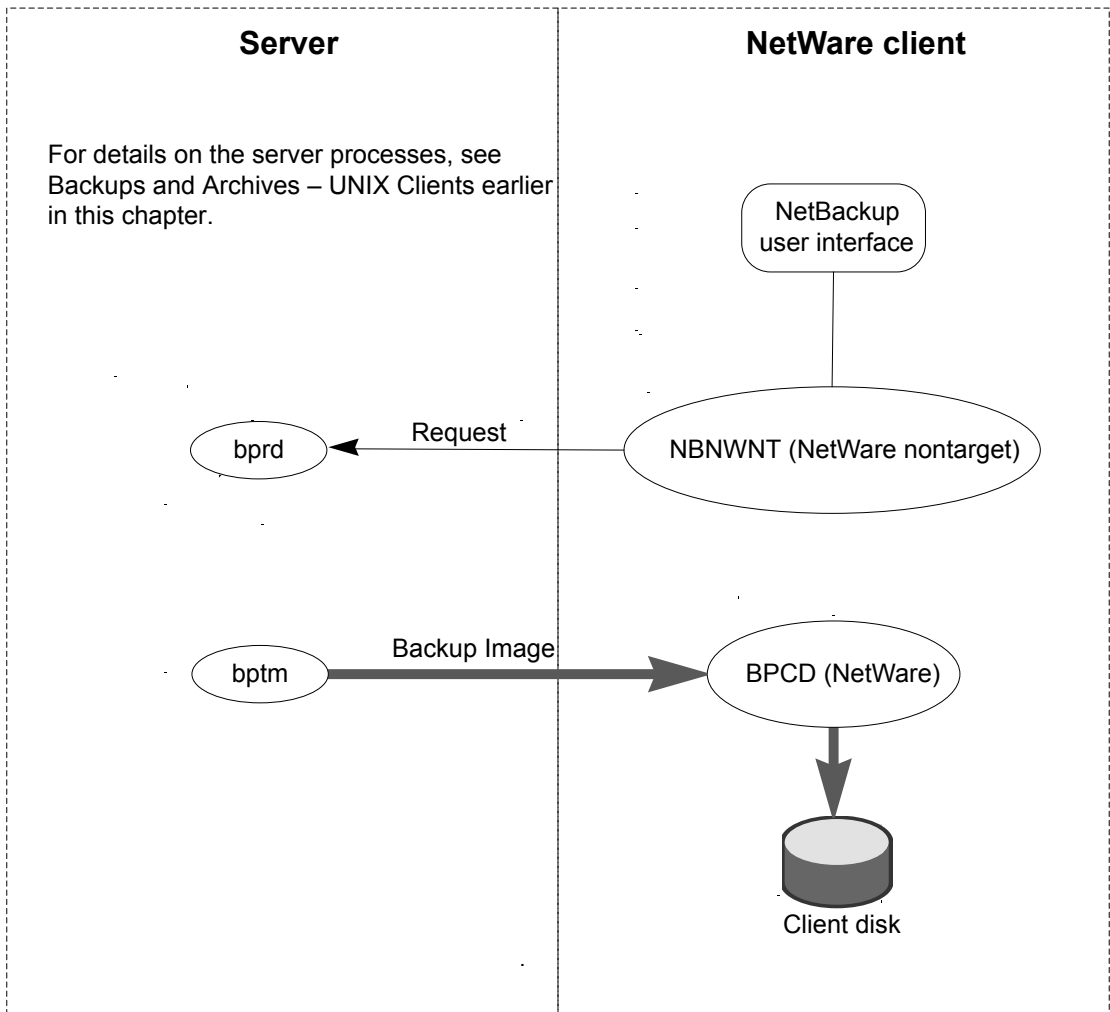 Server
NetWare client
For details on the server processes, see
Backups and Archives – UNIX Clients earlier
in this chapter.
NetBackup
user interface
bprd
Request
NBNWNT (NetWare nontarget)
bptm
Backup Image
BPCD (NetWare)
Client disk